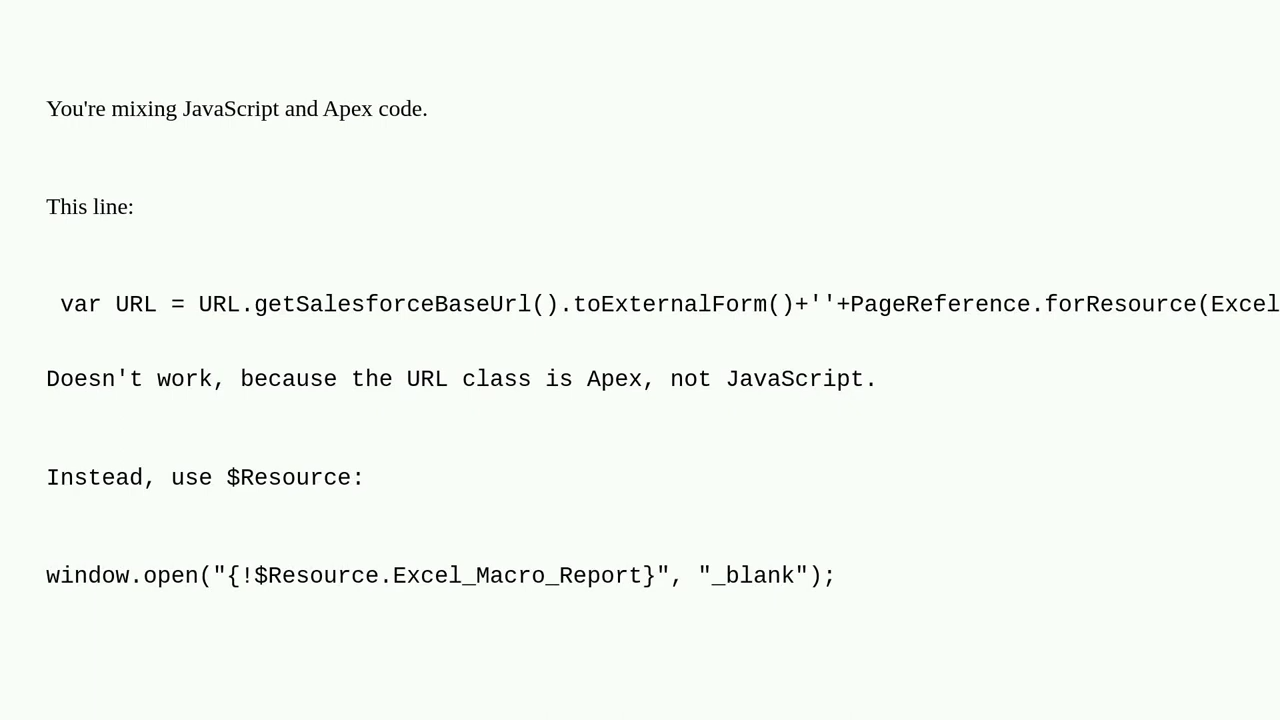 You're mixing JavaScript and Apex code.
This line:
var URL = URL.getSalesforceBaseUrl().toExternalForm()+''+PageReference.forResource(Excel
Doesn't work, because the URL class is Apex, not JavaScript.
Instead, use $Resource:
window.open("{!$Resource.Excel_Macro_Report}", "_blank");